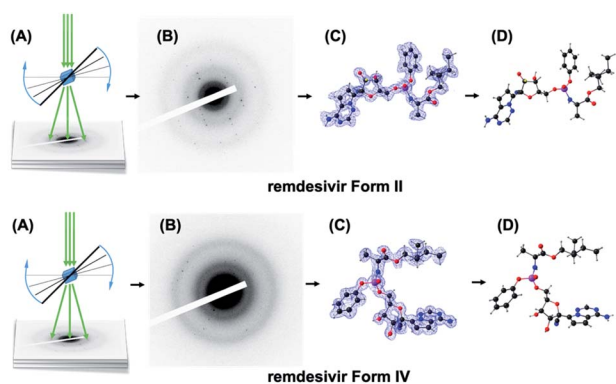 (A) (B) (C) (D)
remdesivir Form II
(A) (B) (C) (D)
remdesivir Form IV